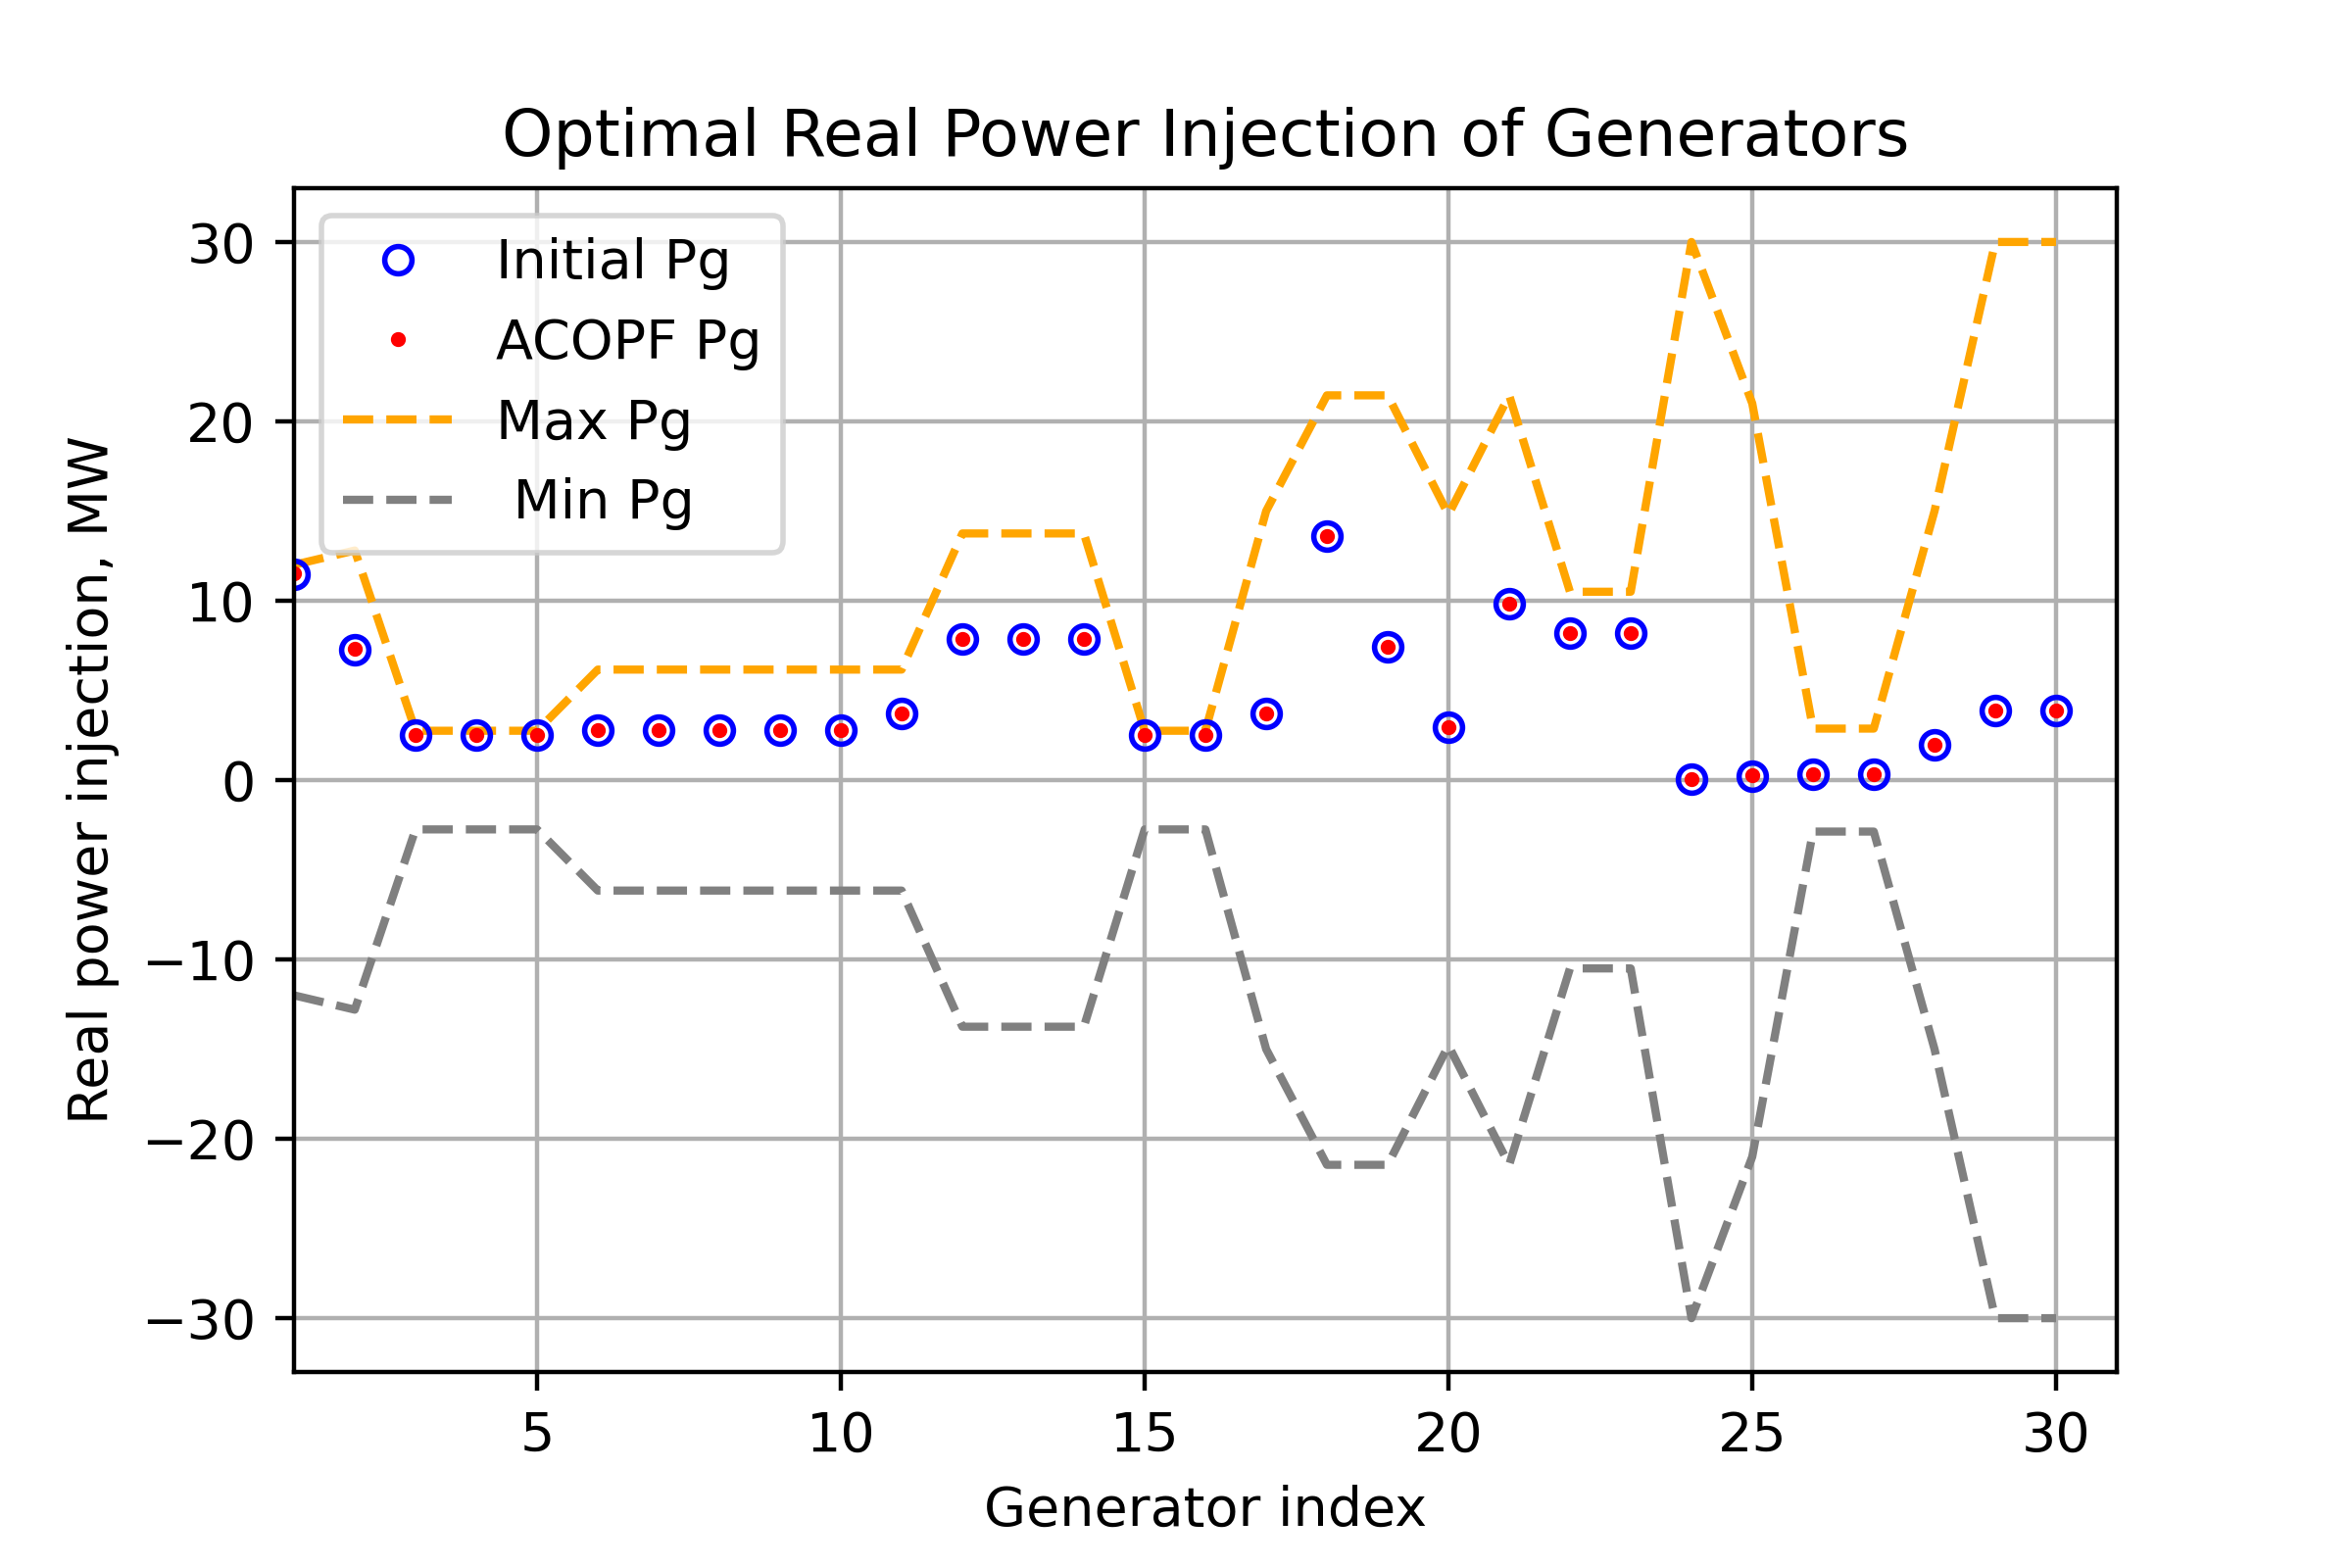 Optimal Real Power Injection of Generators
Initial Pg
ACOPF Pg
Max Pg
Min Pg
Real power injection, MW
30
20
10
0
−10
−20
−30
5 10 15 20 25 30
Generator index